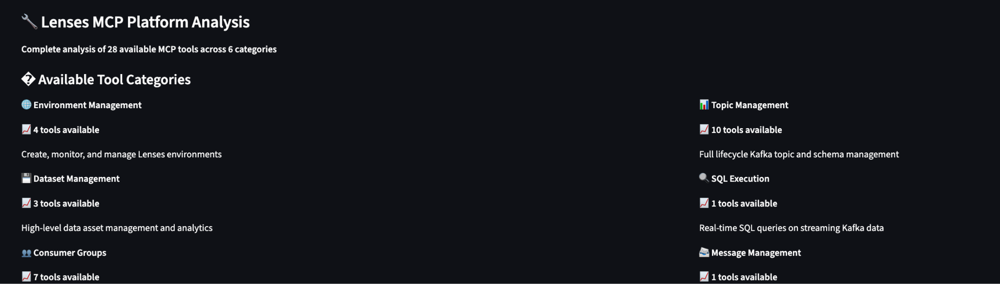 🔧 Lenses MCP Platform Analysis
Complete analysis of 28 available MCP tools across 6 categories
� Available Tool Categories
🌐 Environment Management
📈 4 tools available
Create, monitor, and manage Lenses environments
💾 Dataset Management
📈 3 tools available
High-level data asset management and analytics
👥 Consumer Groups
📈 7 tools available
📊 Topic Management
📈 10 tools available
Full lifecycle Kafka topic and schema management
🔍 SQL Execution
📈 1 tools available
Real-time SQL queries on streaming Kafka data
📨 Message Management
📈 1 tools available